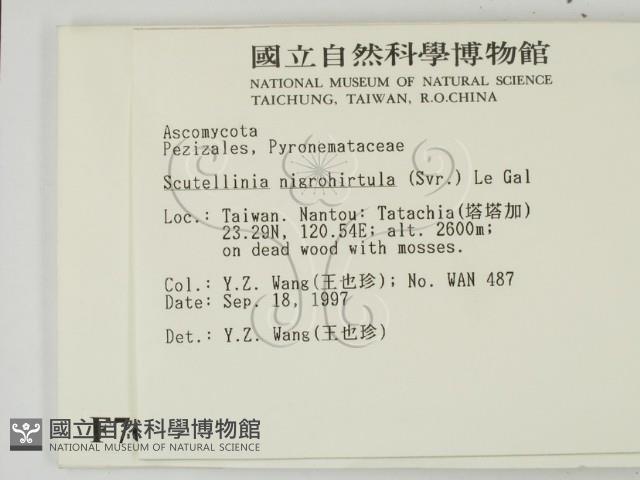 國立自然科學博物館
NATIONAL MUSEUM OF NATURAL SCIENCE
TAICHUNG, TAIWAN, R.O.CHINA
Ascomycota
Pezizales, Pyronemataceae
Scutellinia nigrohirtula (Svr.) Le Gal
Loc.: Taiwan. Nantou: Tatachia(塔塔加)
23.29N, 120.54E; alt. 2600m;
on dead wood with mosses.
Col.: Y.Z. Wang(王也珍); No. WAN 487
Date: Sep. 18, 1997
Det.: Y.Z. Wang(王也珍)
國立自然科學博物館
NATIONAL MUSEUM OF NATURAL SCIENCE